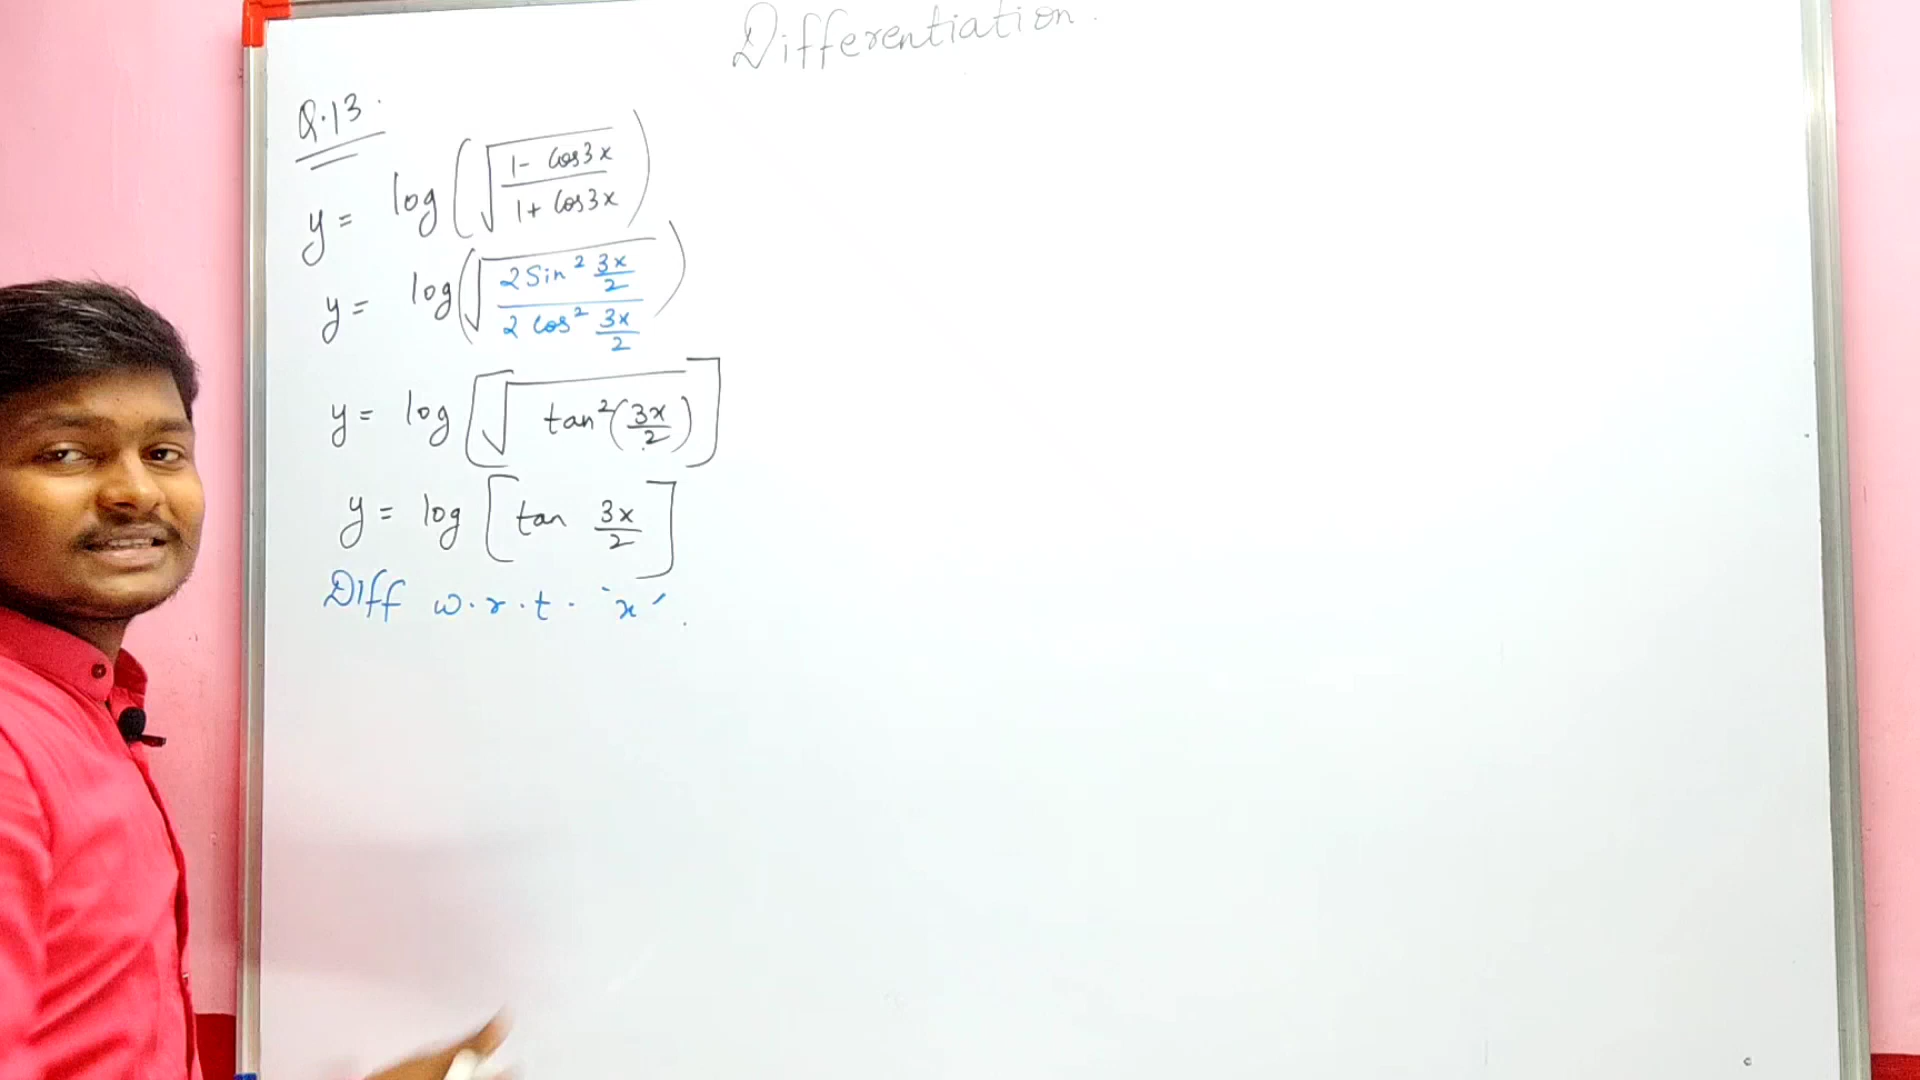 Differentiation.
Q.13.
y = log(√((1- cos3x)/(1+ cos3x)))
y = log(√((2 Sin² 3x/2)/(2 cos² 3x/2)))
y = log[√(tan²(3x/2))]
y = log[tan 3x/2]
Diff w.r.t. 'x'.